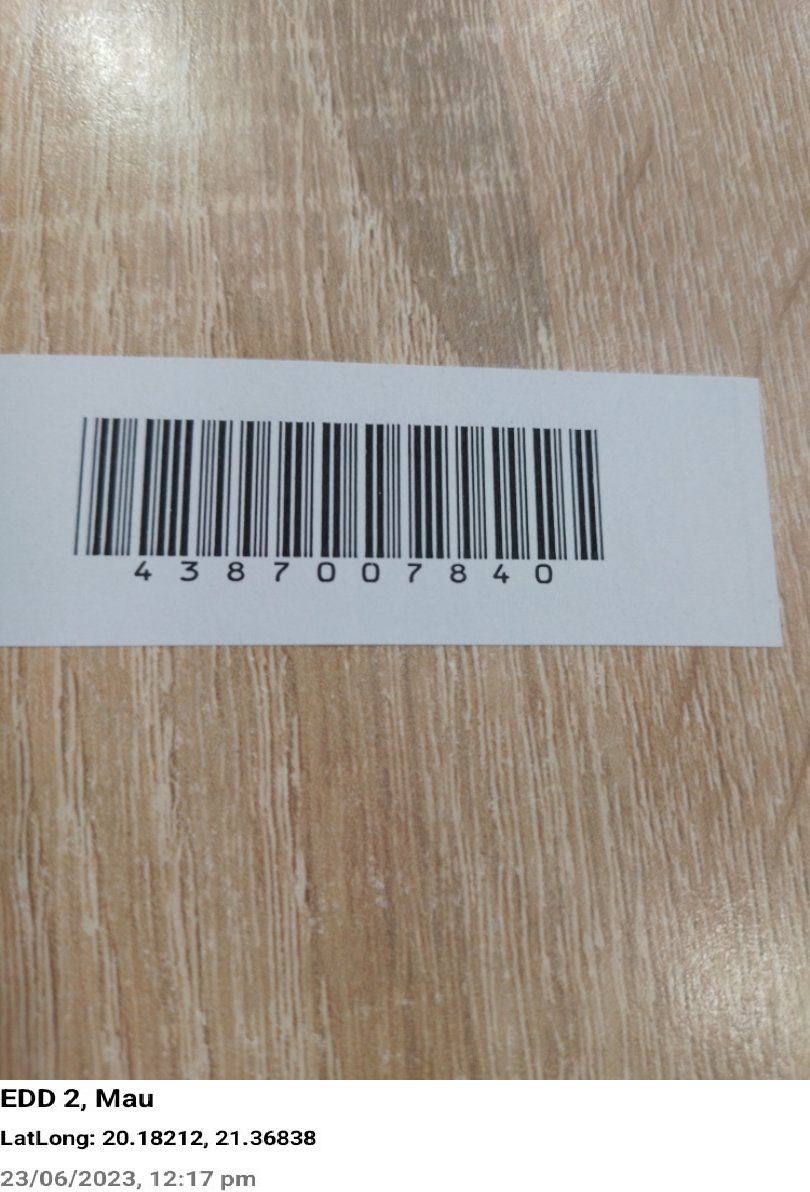 4387007840
EDD 2, Mau
LatLong: 20.18212, 21.36838
23/06/2023, 12:17 pm